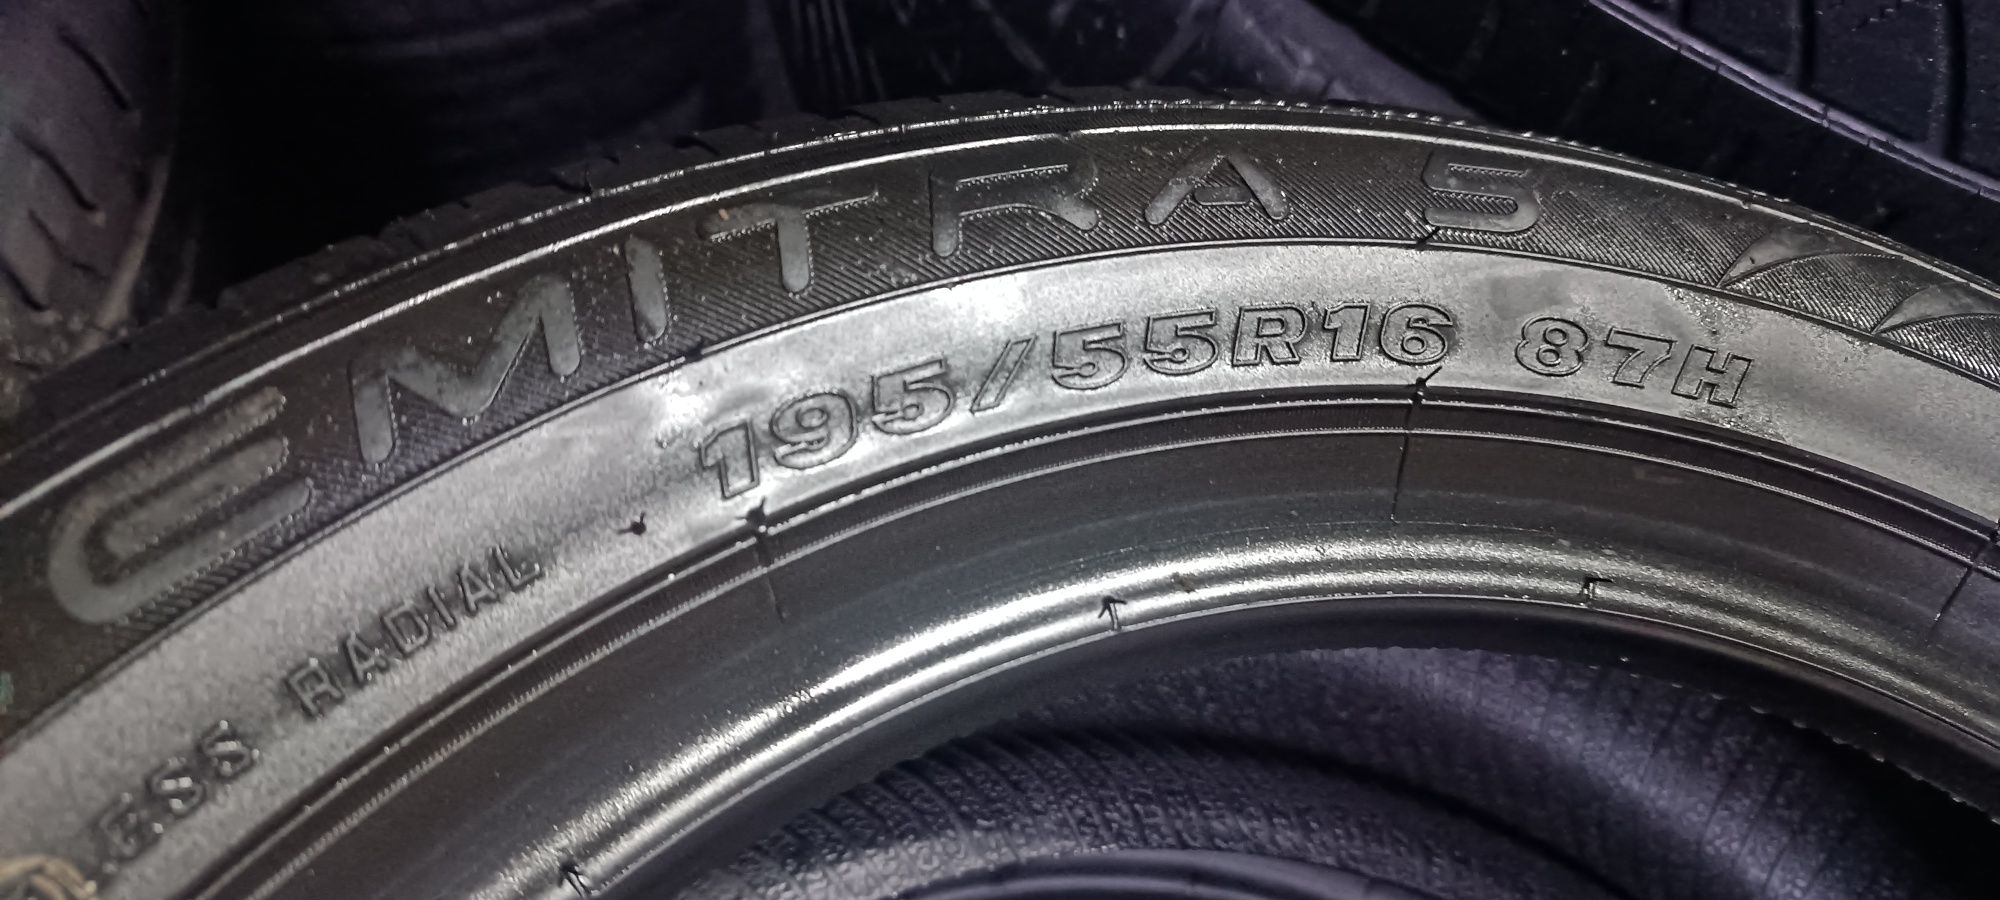 EMITRA S
195/55R16 87H
RADIAL